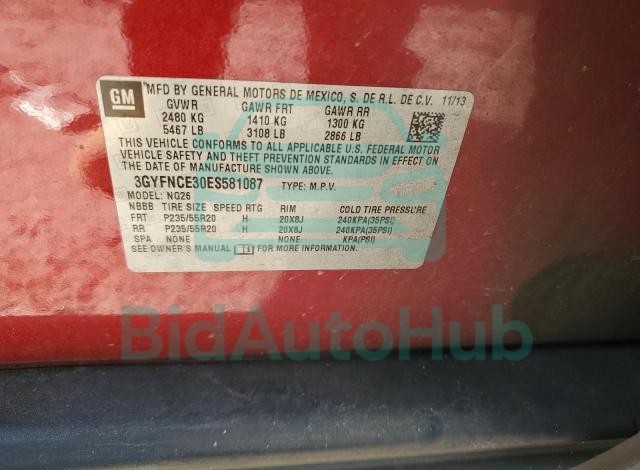 GM
MFD BY GENERAL MOTORS DE MEXICO, S. DE R.L. DE C.V. 11/13
GVWR GAWR FRT GAWR RR
2480 KG 1410 KG 1300 KG
5467 LB 3108 LB 2866 LB
THIS VEHICLE CONFORMS TO ALL APPLICABLE U.S. FEDERAL MOTOR
VEHICLE SAFETY AND THEFT PREVENTION STANDARDS IN EFFECT ON
THE DATE OF MANUFACTURE SHOWN ABOVE.
3GYFNCE30ES581087 TYPE: M.P.V.
MODEL: NG26
NBBB TIRE SIZE SPEED RTG RIM COLD TIRE PRESSURE
FRT P235/55R20 H 20X8J 240KPA(35PSI)
RR P235/55R20 H 20X8J 240KPA(35PSI)
SPA NONE NONE KPA(PSI)
SEE OWNER'S MANUAL FOR MORE INFORMATION.
BidAutoHub